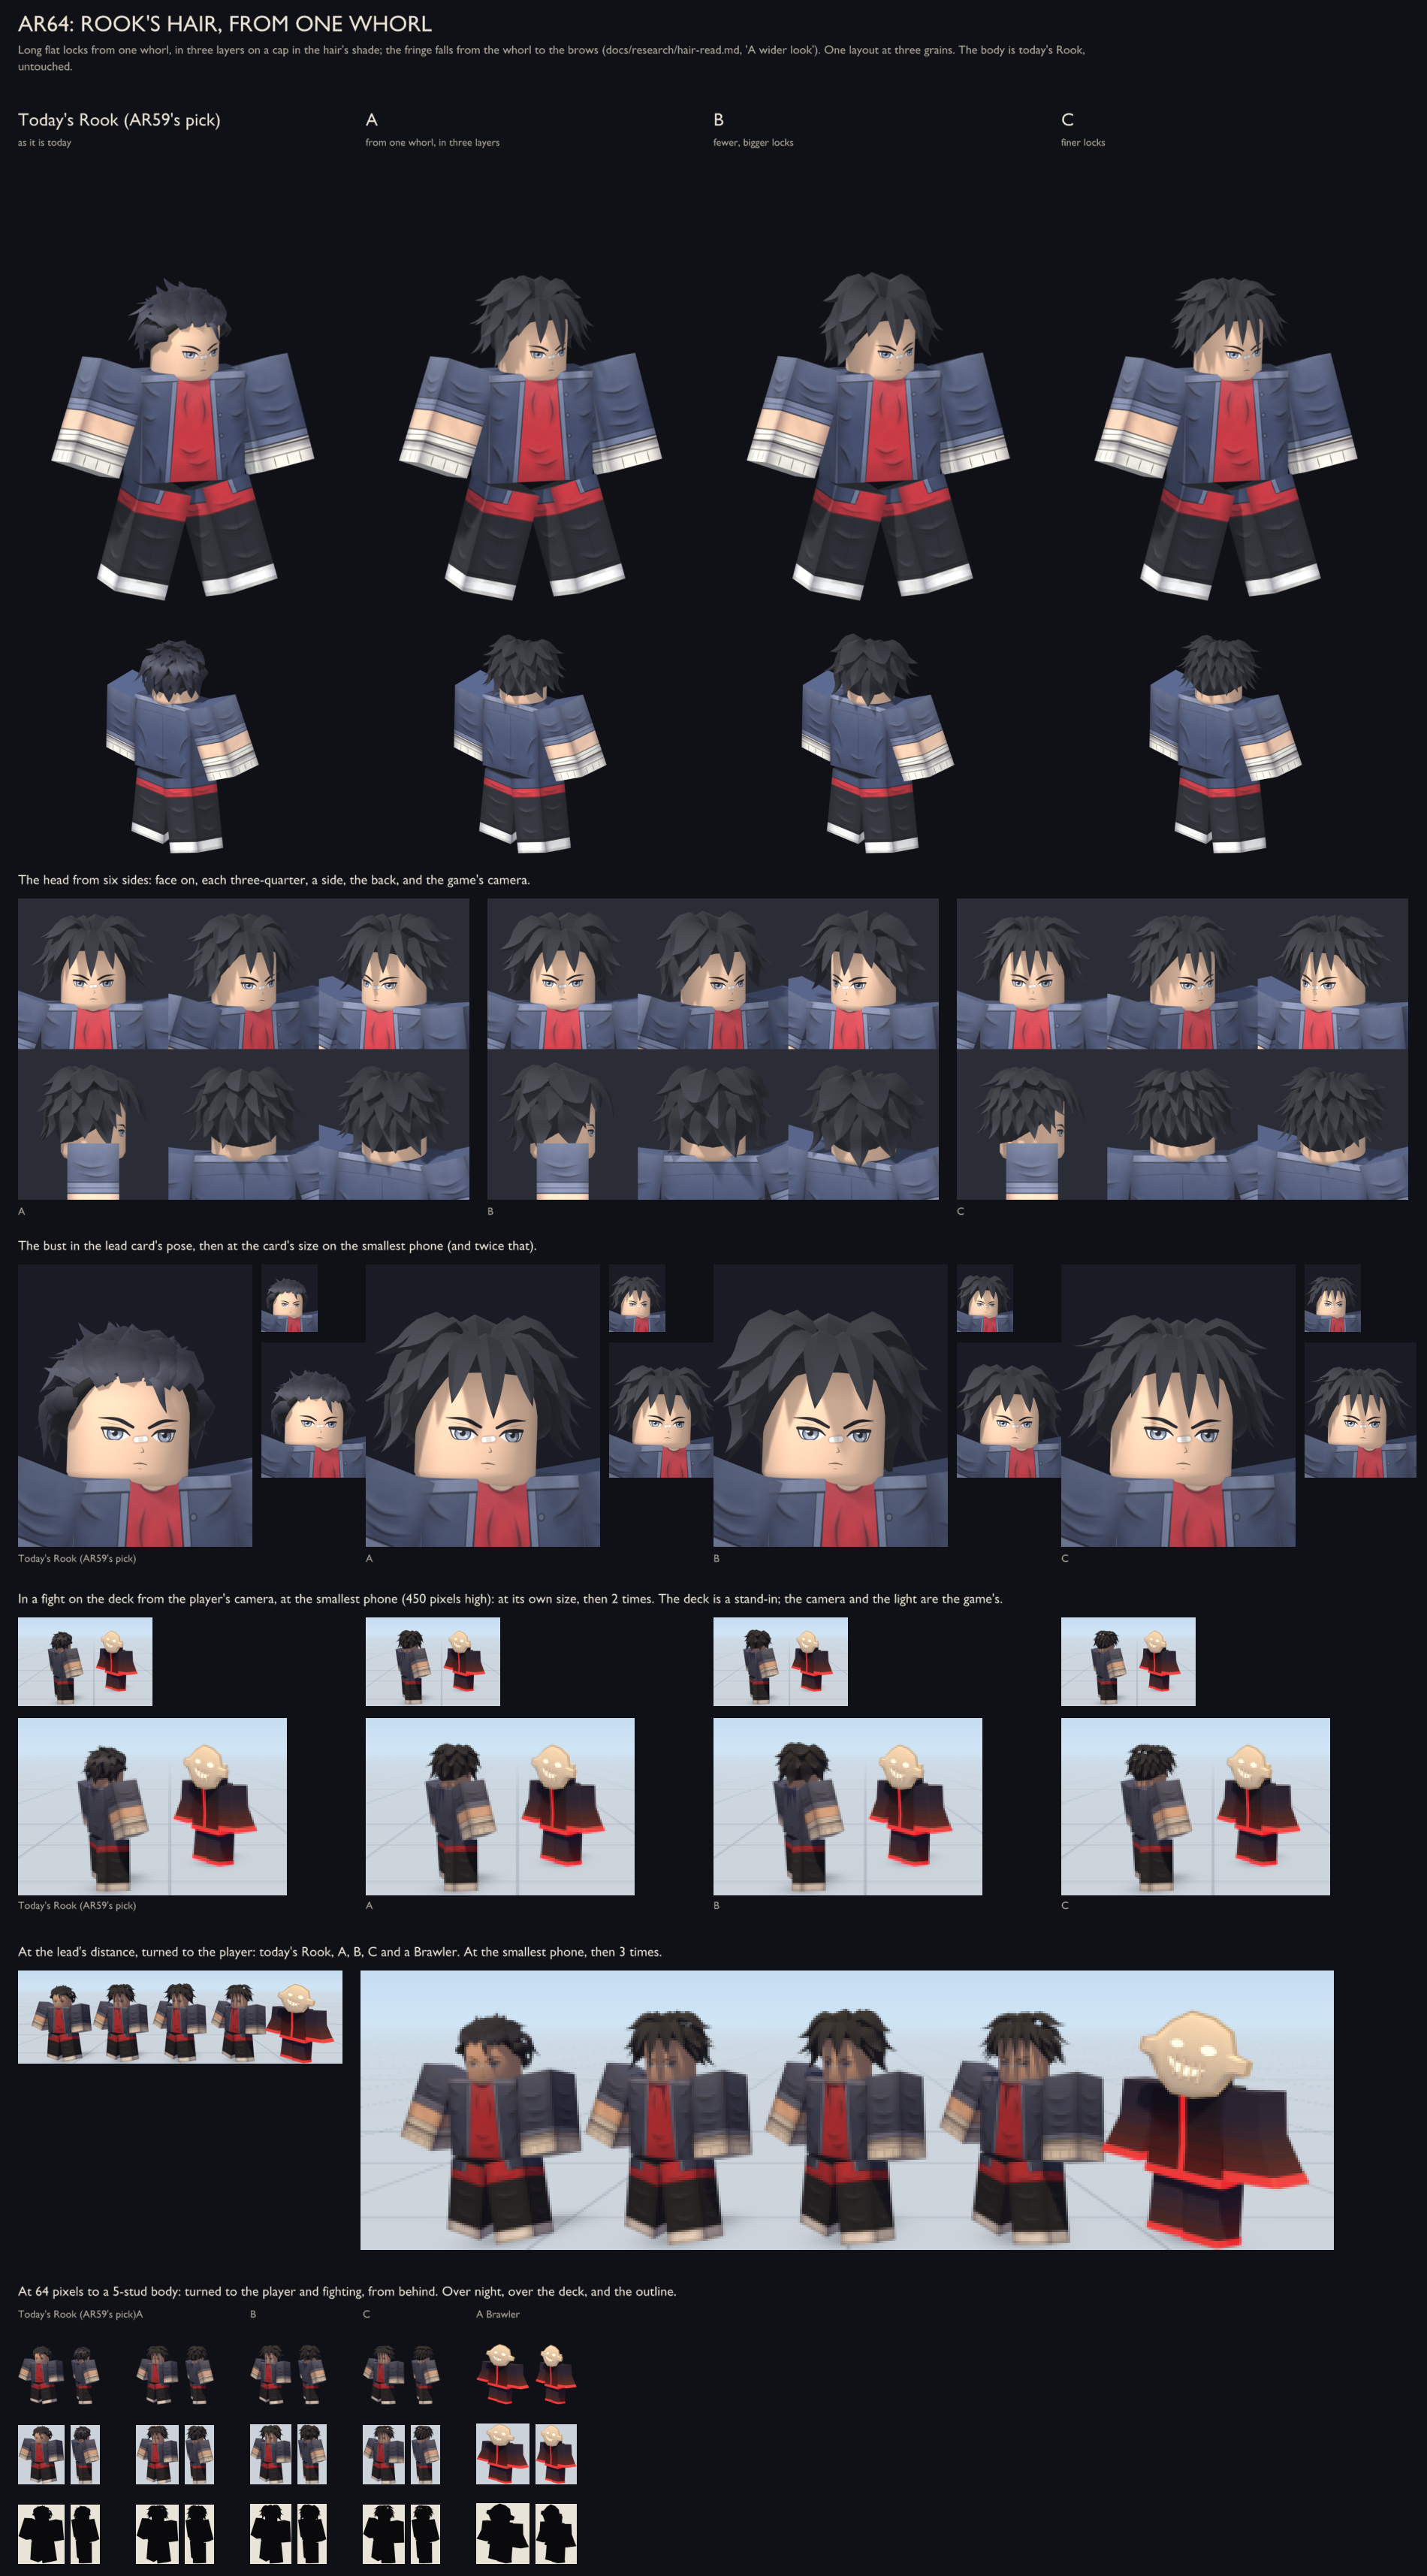 AR64: ROOK'S HAIR, FROM ONE WHORL
Long flat locks from one whorl, in three layers on a cap in the hair's shade; the fringe falls from the whorl to the brows (docs/research/hair-read.md, 'A wider look'). One layout at three grains. The body is today's Rook,
untouched.
Today's Rook (AR59's pick)
A
B
C
as it is today
from one whorl, in three layers
fewer, bigger locks
finer locks
The head from six sides: face on, each three-quarter, a side, the back, and the game's camera.
A
B
C
The bust in the lead card's pose, then at the card's size on the smallest phone (and twice that).
Today's Rook (AR59's pick)
A
B
C
In a fight on the deck from the player's camera, at the smallest phone (450 pixels high): at its own size, then 2 times. The deck is a stand-in; the camera and the light are the game's.
Today's Rook (AR59's pick)
A
B
C
At the lead's distance, turned to the player: today's Rook, A, B, C and a Brawler. At the smallest phone, then 3 times.
At 64 pixels to a 5-stud body: turned to the player and fighting, from behind. Over night, over the deck, and the outline.
Today's Rook (AR59's pick)
A
B
C
A Brawler